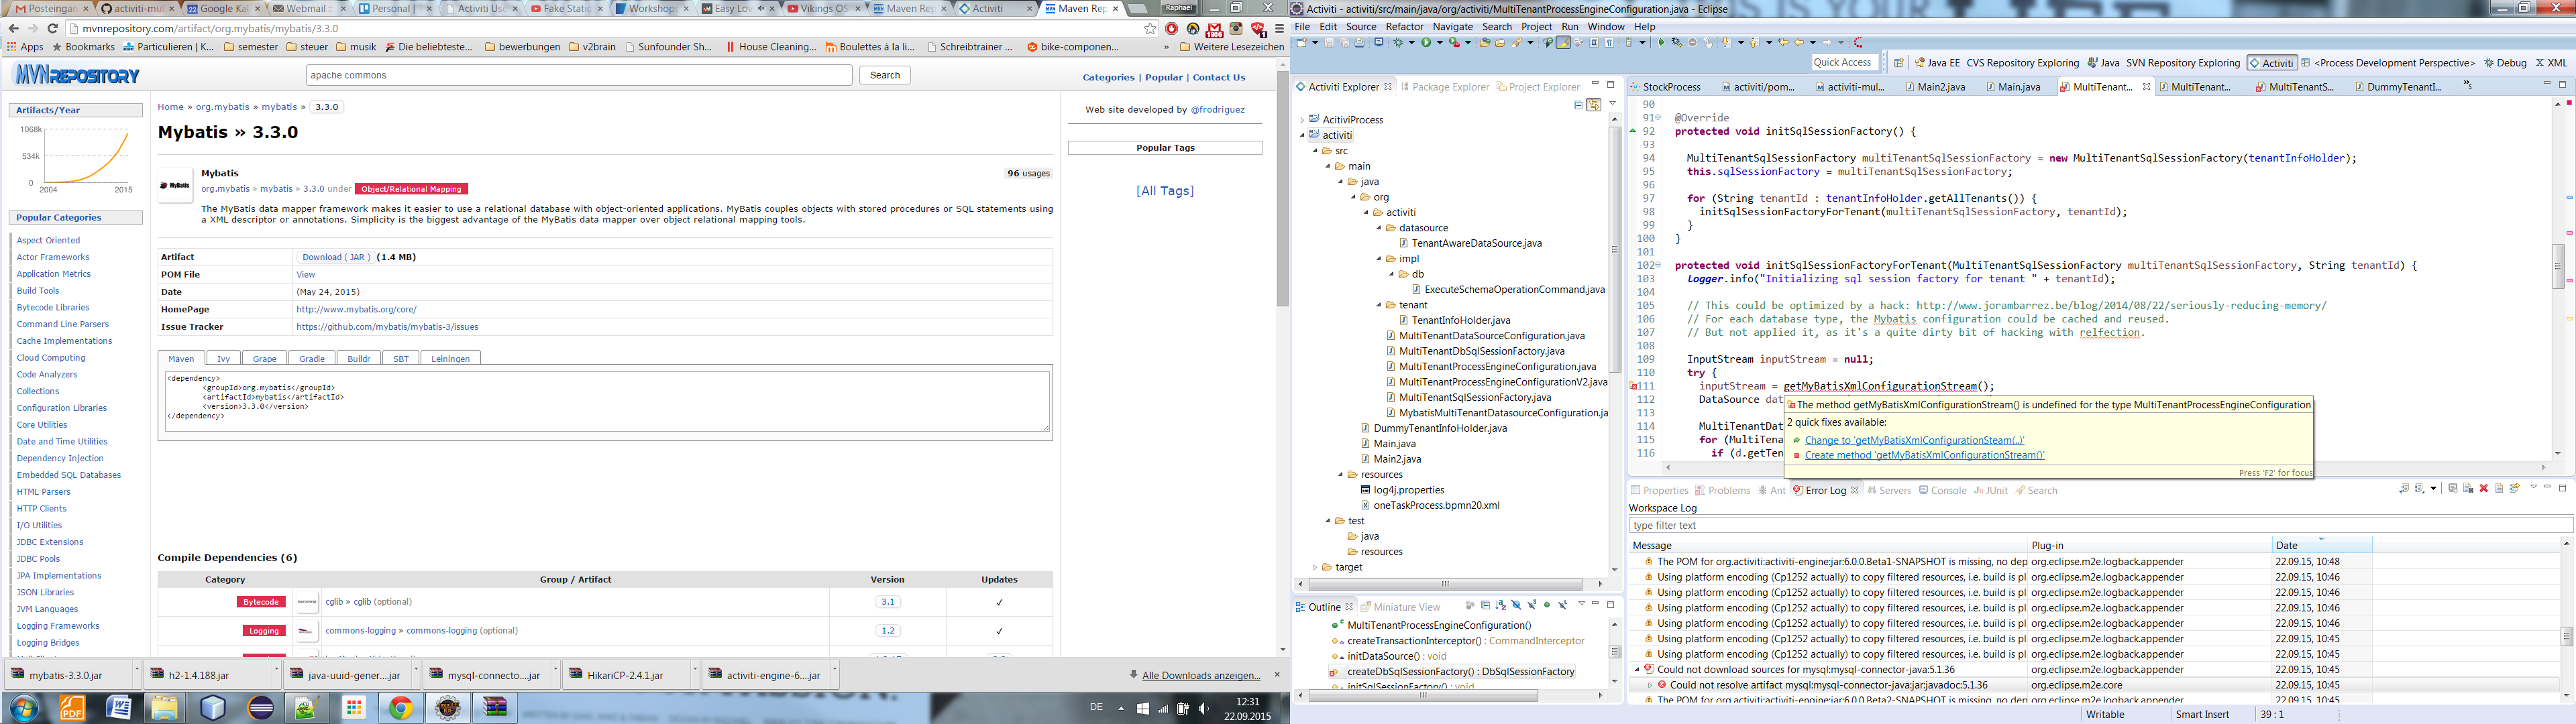 Posteingan
activiti-mul
Google Kal
Webmail ::
Personal |
Activiti Use
Fake Static
Workshops
Easy Lov
Vikings OS
Maven Rep
Activiti
Maven Rep
Raphael
mvnrepository.com/artifact/org.mybatis/mybatis/3.3.0
Apps
Bookmarks
Particulieren | K...
semester
steuer
musik
Die beliebteste...
bewerbungen
v2brain
Sunfounder Sh...
House Cleaning...
Boulettes á la li...
Schreibtrainer ...
bike-componen...
»
Weitere Lesezeichen
MVNREPOSITORY
apache commons
Search
Categories | Popular | Contact Us
Artifacts/Year
1068k
534k
0
2004
2015
Popular Categories
Aspect Oriented
Actor Frameworks
Application Metrics
Build Tools
Bytecode Libraries
Command Line Parsers
Cache Implementations
Cloud Computing
Code Analyzers
Collections
Configuration Libraries
Core Utilities
Date and Time Utilities
Dependency Injection
Embedded SQL Databases
HTML Parsers
HTTP Clients
I/O Utilities
JDBC Extensions
JDBC Pools
JPA Implementations
JSON Libraries
JVM Languages
Logging Frameworks
Logging Bridges
Home » org.mybatis » mybatis » 3.3.0
Mybatis » 3.3.0
Mybatis
96 usages
org.mybatis » mybatis » 3.3.0 under Object/Relational Mapping
The MyBatis data mapper framework makes it easier to use a relational database with object-oriented applications. MyBatis couples objects with stored procedures or SQL statements using
a XML descriptor or annotations. Simplicity is the biggest advantage of the MyBatis data mapper over object relational mapping tools.
Artifact Download ( JAR ) (1.4 MB)
POM File View
Date (May 24, 2015)
HomePage http://www.mybatis.org/core/
Issue Tracker https://github.com/mybatis/mybatis-3/issues
Maven Ivy Grape Gradle Buildr SBT Leiningen
<dependency>
<groupId>org.mybatis</groupId>
<artifactId>mybatis</artifactId>
<version>3.3.0</version>
</dependency>
Compile Dependencies (6)
Category Group / Artifact Version Updates
Bytecode cglib » cglib (optional) 3.1 ✓
Logging commons-logging » commons-logging (optional) 1.2 ✓
Web site developed by @frodriguez
Popular Tags
[All Tags]
mybatis-3.3.0.jar
h2-1.4.188.jar
java-uuid-gener....jar
mysql-connecto....jar
HikariCP-2.4.1.jar
activiti-engine-6....jar
Alle Downloads anzeigen...
DE
12:31
22.09.2015
Activiti - activiti/src/main/java/org/activiti/MultiTenantProcessEngineConfiguration.java - Eclipse
File Edit Source Refactor Navigate Search Project Run Window Help
Quick Access
Java EE
CVS Repository Exploring
Java
SVN Repository Exploring
Activiti
<Process Development Perspective>
Debug
XML
Activiti Explorer
Package Explorer
Project Explorer
AcitiviProcess
activiti
src
main
java
org
activiti
datasource
TenantAwareDataSource.java
impl
db
ExecuteSchemaOperationCommand.java
tenant
TenantInfoHolder.java
MultiTenantDataSourceConfiguration.java
MultiTenantDbSqlSessionFactory.java
MultiTenantProcessEngineConfiguration.java
MultiTenantProcessEngineConfigurationV2.java
MultiTenantSqlSessionFactory.java
MybatisMultiTenantDatasourceConfiguration.ja
DummyTenantInfoHolder.java
Main.java
Main2.java
resources
log4j.properties
oneTaskProcess.bpmn20.xml
test
java
resources
target
Outline
Miniature View
MultiTenantProcessEngineConfiguration()
createTransactionInterceptor() : CommandInterceptor
initDataSource() : void
createDbSqlSessionFactory() : DbSqlSessionFactory
initSqlSessionFactory() : void
StockProcess
activiti/pom...
activiti-mul...
Main2.java
Main.java
MultiTenant...
MultiTenant...
MultiTenantS...
DummyTenantI...
90
91 @Override
92 protected void initSqlSessionFactory() {
93
94 MultiTenantSqlSessionFactory multiTenantSqlSessionFactory = new MultiTenantSqlSessionFactory(tenantInfoHolder);
95 this.sqlSessionFactory = multiTenantSqlSessionFactory;
96
97 for (String tenantId : tenantInfoHolder.getAllTenants()) {
98 initSqlSessionFactoryForTenant(multiTenantSqlSessionFactory, tenantId);
99 }
100 }
101
102 protected void initSqlSessionFactoryForTenant(MultiTenantSqlSessionFactory multiTenantSqlSessionFactory, String tenantId) {
103 logger.info("Initializing sql session factory for tenant " + tenantId);
104
105 // This could be optimized by a hack: http://www.jorambarrez.be/blog/2014/08/22/seriously-reducing-memory/
106 // For each database type, the Mybatis configuration could be cached and reused.
107 // But not applied it, as it's a quite dirty bit of hacking with relfection.
108
109 InputStream inputStream = null;
110 try {
111 inputStream = getMyBatisXmlConfigurationStream();
112 DataSource dat
113
114 MultiTenantDat
115 for (MultiTena
116 if (d.getTen
The method getMyBatisXmlConfigurationStream() is undefined for the type MultiTenantProcessEngineConfiguration
2 quick fixes available:
Change to 'getMyBatisXmlConfigurationSteam(..)'
Create method 'getMyBatisXmlConfigurationStream()'
Press 'F2' for focus
Properties
Problems
Ant
Error Log
Servers
Console
JUnit
Search
Workspace Log
type filter text
Message Plug-in Date
The POM for org.activiti:activiti-engine:jar:6.0.0.Beta1-SNAPSHOT is missing, no dep org.eclipse.m2e.logback.appender 22.09.15, 10:48
Using platform encoding (Cp1252 actually) to copy filtered resources, i.e. build is pl org.eclipse.m2e.logback.appender 22.09.15, 10:46
Using platform encoding (Cp1252 actually) to copy filtered resources, i.e. build is pl org.eclipse.m2e.logback.appender 22.09.15, 10:46
Using platform encoding (Cp1252 actually) to copy filtered resources, i.e. build is pl org.eclipse.m2e.logback.appender 22.09.15, 10:46
Using platform encoding (Cp1252 actually) to copy filtered resources, i.e. build is pl org.eclipse.m2e.logback.appender 22.09.15, 10:46
Using platform encoding (Cp1252 actually) to copy filtered resources, i.e. build is pl org.eclipse.m2e.logback.appender 22.09.15, 10:45
Using platform encoding (Cp1252 actually) to copy filtered resources, i.e. build is pl org.eclipse.m2e.logback.appender 22.09.15, 10:45
Could not download sources for mysql:mysql-connector-java:5.1.36 org.eclipse.m2e.logback.appender 22.09.15, 10:45
Could not resolve artifact mysql:mysql-connector-java:jar:javadoc:5.1.36 org.eclipse.m2e.core 22.09.15, 10:45
The POM for org.activiti:activiti-engine:jar:6.0.0.Beta1-SNAPSHOT is missing, no dep org.eclipse.m2e.logback.appender 22.09.15, 10:45
Writable
Smart Insert
39 : 1